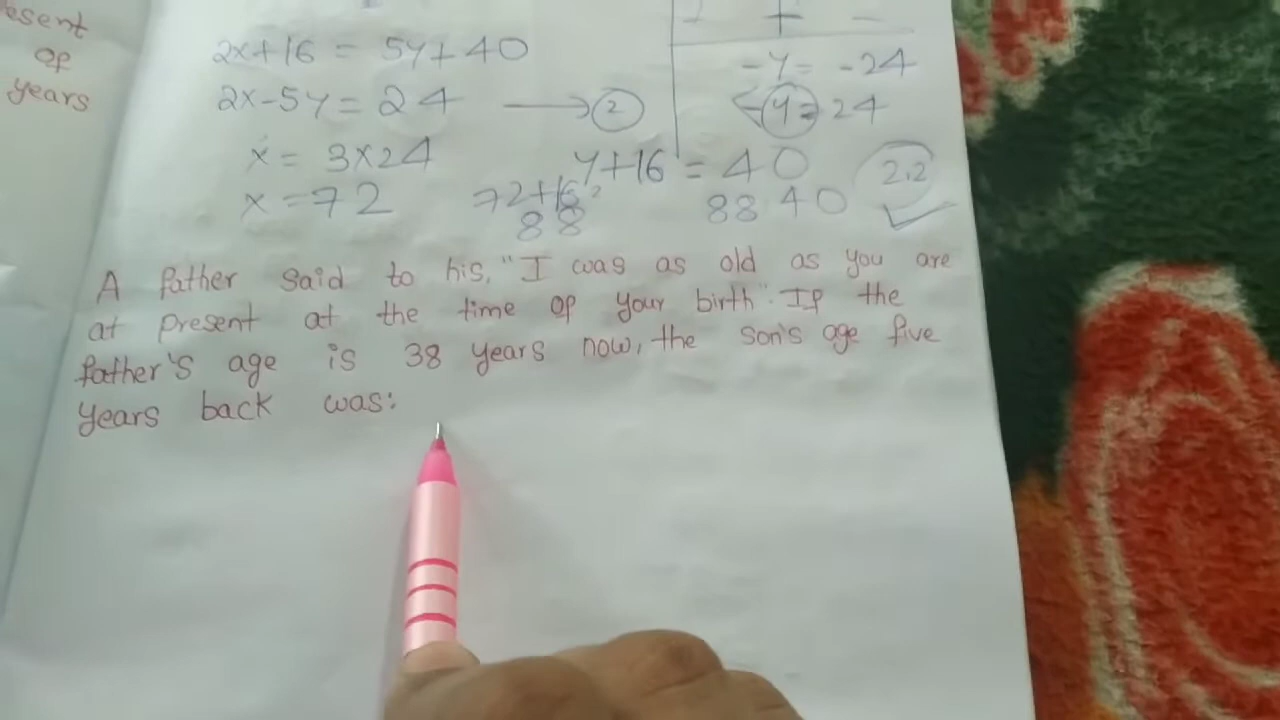 esent
of
years
+ -
2x+16 = 5y+40
-y = -24
2x-5y = 24 → ②
y = 24
x = 3×24
y+16 = 40
2.2
x = 72
72+16
88 40
88
A father said to his, "I was as old as you are
at present at the time of your birth". If the
father's age is 38 years now, the son's age five
years back was: